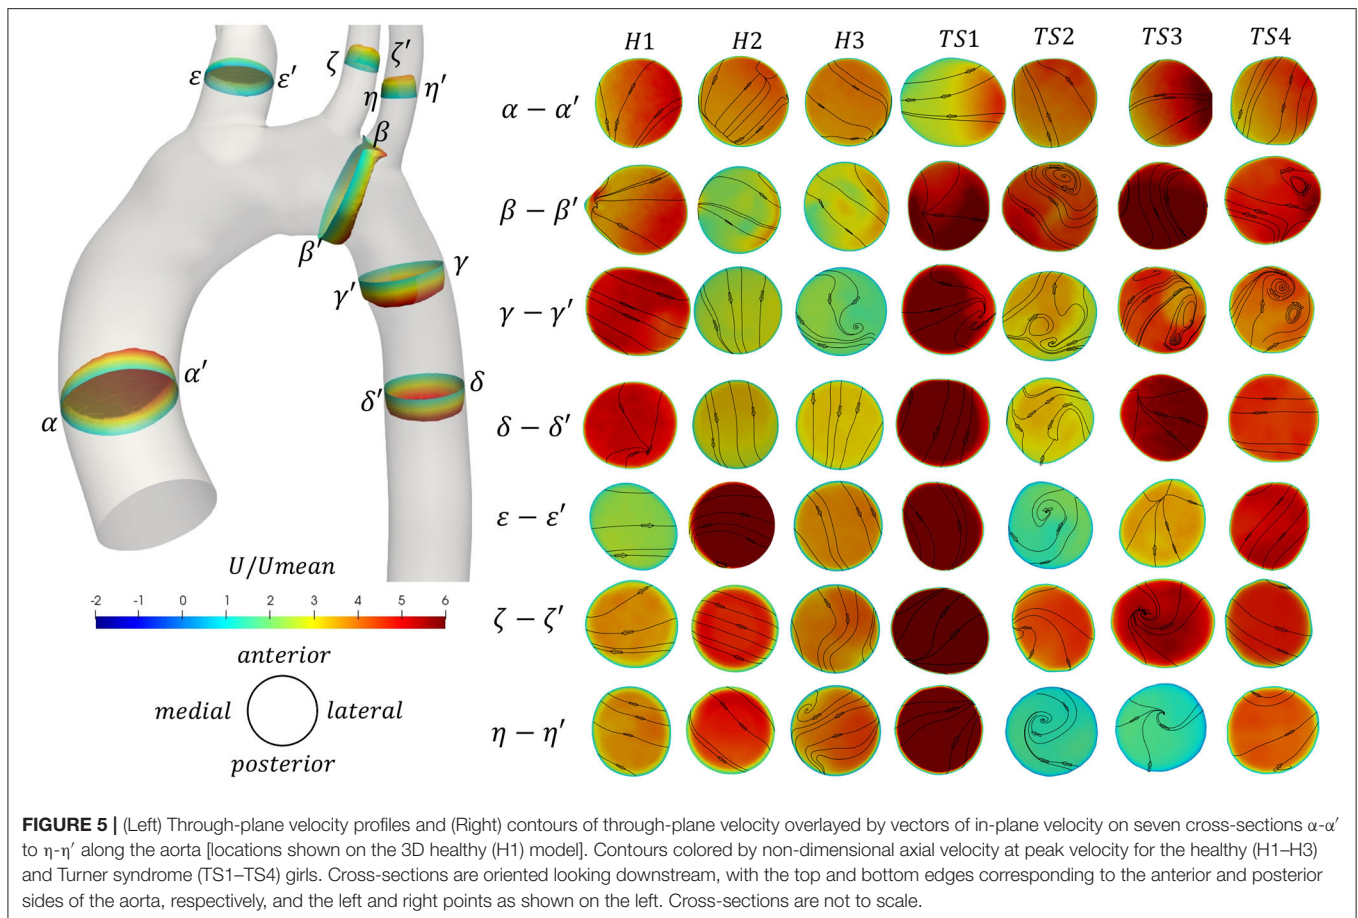 ε ε′ ζ ζ′
η η′
β
β′
γ
γ′
α′ δ′ δ
α
U/Umean
-2 -1 0 1 2 3 4 5 6
anterior
medial lateral
posterior
H1 H2 H3 TS1 TS2 TS3 TS4
α − α′
β − β′
γ − γ′
δ − δ′
ε − ε′
ζ − ζ′
η − η′
FIGURE 5 | (Left) Through-plane velocity profiles and (Right) contours of through-plane velocity overlayed by vectors of in-plane velocity on seven cross-sections α-α′
to η-η′ along the aorta [locations shown on the 3D healthy (H1) model]. Contours colored by non-dimensional axial velocity at peak velocity for the healthy (H1–H3)
and Turner syndrome (TS1–TS4) girls. Cross-sections are oriented looking downstream, with the top and bottom edges corresponding to the anterior and posterior
sides of the aorta, respectively, and the left and right points as shown on the left. Cross-sections are not to scale.